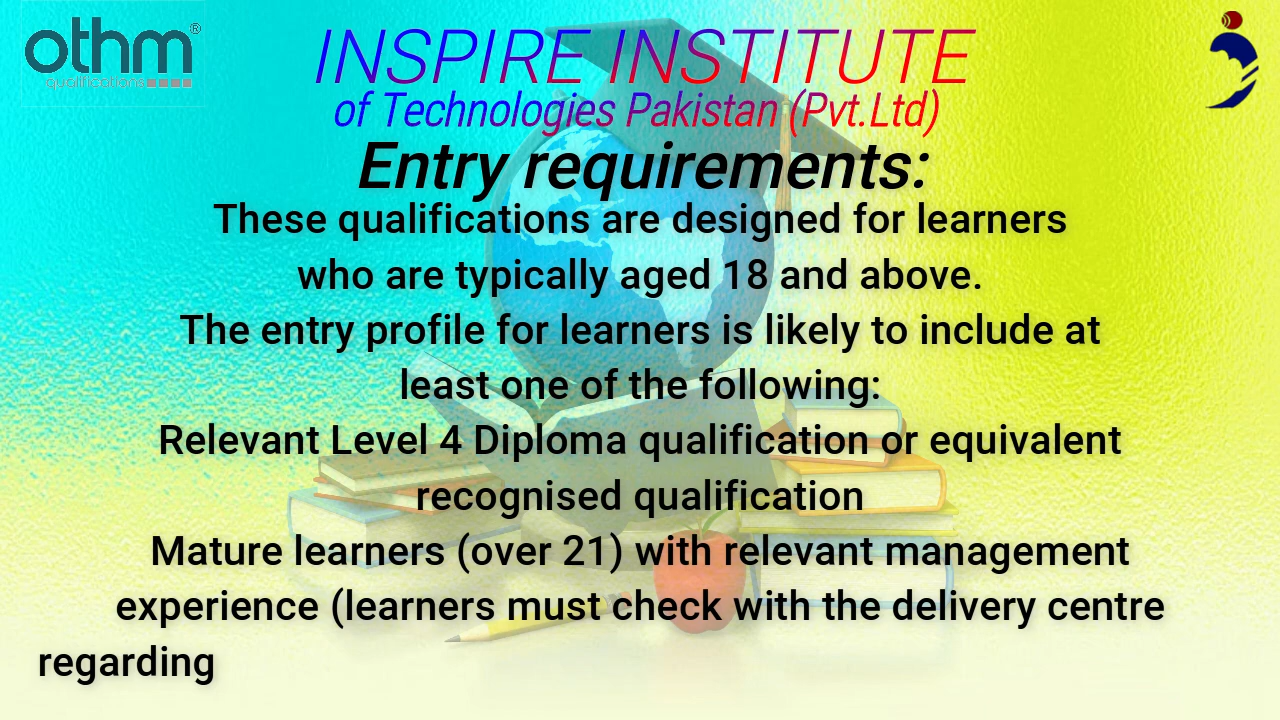 othm®
qualifications
INSPIRE INSTITUTE
of Technologies Pakistan (Pvt.Ltd)
Entry requirements:
These qualifications are designed for learners
who are typically aged 18 and above.
The entry profile for learners is likely to include at
least one of the following:
Relevant Level 4 Diploma qualification or equivalent
recognised qualification
Mature learners (over 21) with relevant management
experience (learners must check with the delivery centre
regarding